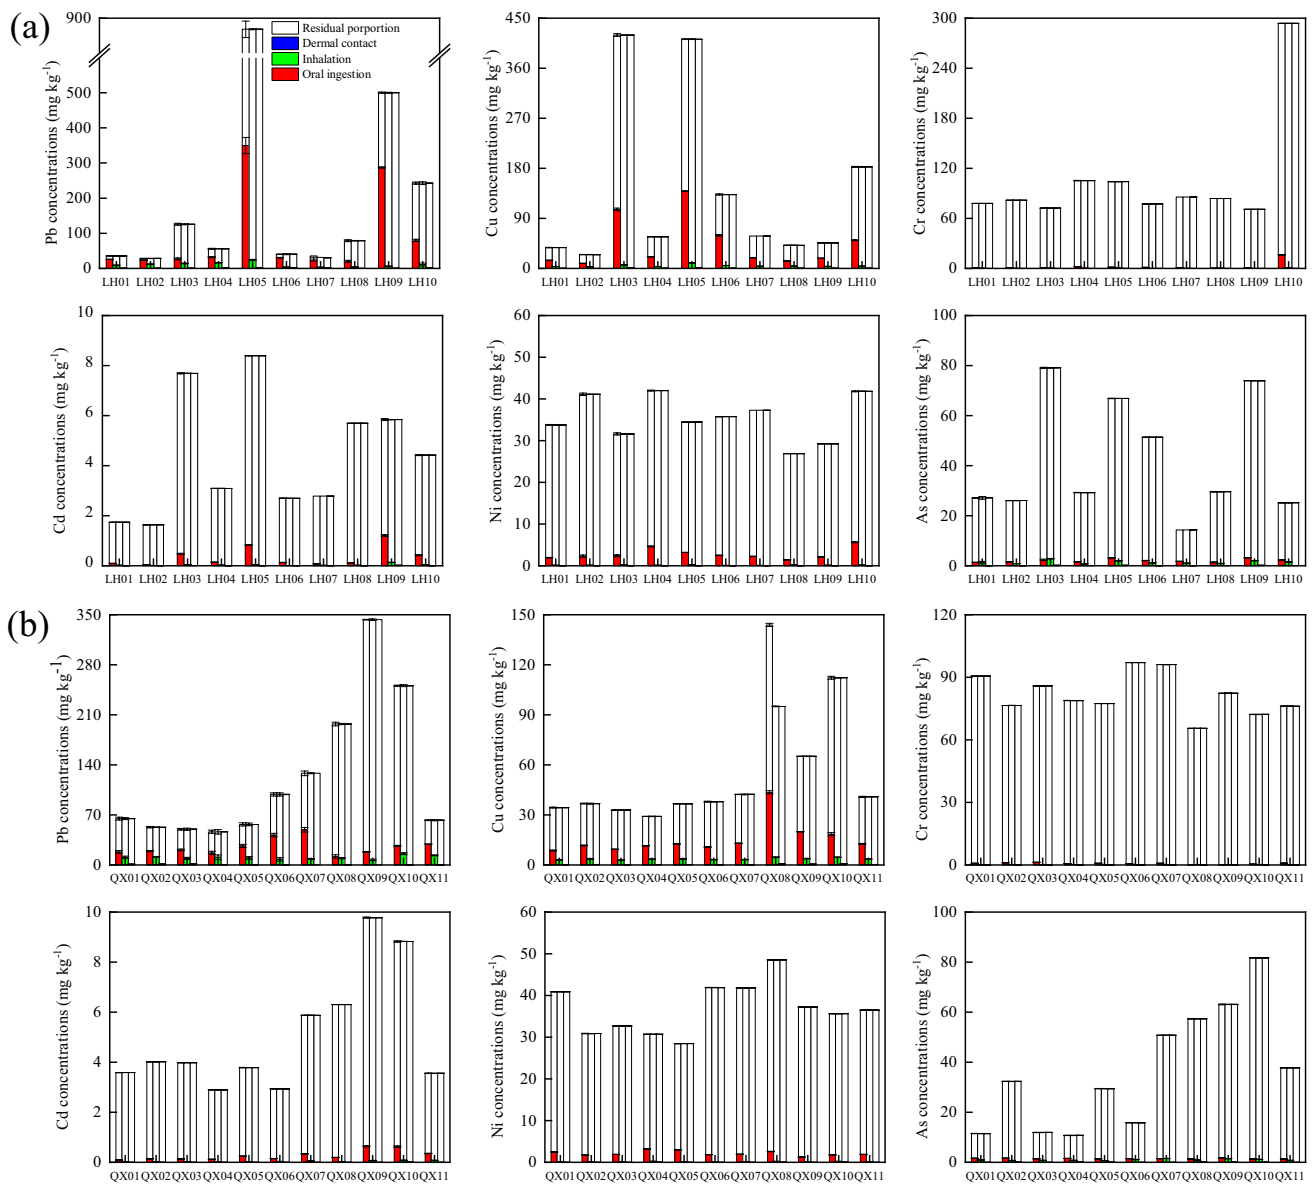 (a)
Residual porportion
Dermal contact
Inhalation
Oral ingestion
Pb concentrations (mg kg-1)
900
500
400
300
200
100
0
LH01 LH02 LH03 LH04 LH05 LH06 LH07 LH08 LH09 LH10
Cu concentrations (mg kg-1)
450
360
270
180
90
0
LH01 LH02 LH03 LH04 LH05 LH06 LH07 LH08 LH09 LH10
Cr concentrations (mg kg-1)
300
240
180
120
60
0
LH01 LH02 LH03 LH04 LH05 LH06 LH07 LH08 LH09 LH10
Cd concentrations (mg kg-1)
10
8
6
4
2
0
LH01 LH02 LH03 LH04 LH05 LH06 LH07 LH08 LH09 LH10
Ni concentrations (mg kg-1)
60
50
40
30
20
10
0
LH01 LH02 LH03 LH04 LH05 LH06 LH07 LH08 LH09 LH10
As concentrations (mg kg-1)
100
80
60
40
20
0
LH01 LH02 LH03 LH04 LH05 LH06 LH07 LH08 LH09 LH10
(b)
Pb concentrations (mg kg-1)
350
280
210
140
70
0
QX01 QX02 QX03 QX04 QX05 QX06 QX07 QX08 QX09 QX10 QX11
Cu concentrations (mg kg-1)
150
120
90
60
30
0
QX01 QX02 QX03 QX04 QX05 QX06 QX07 QX08 QX09 QX10 QX11
Cr concentrations (mg kg-1)
120
90
60
30
0
QX01 QX02 QX03 QX04 QX05 QX06 QX07 QX08 QX09 QX10 QX11
Cd concentrations (mg kg-1)
10
8
6
4
2
0
QX01 QX02 QX03 QX04 QX05 QX06 QX07 QX08 QX09 QX10 QX11
Ni concentrations (mg kg-1)
60
50
40
30
20
10
0
QX01 QX02 QX03 QX04 QX05 QX06 QX07 QX08 QX09 QX10 QX11
As concentrations (mg kg-1)
100
80
60
40
20
0
QX01 QX02 QX03 QX04 QX05 QX06 QX07 QX08 QX09 QX10 QX11